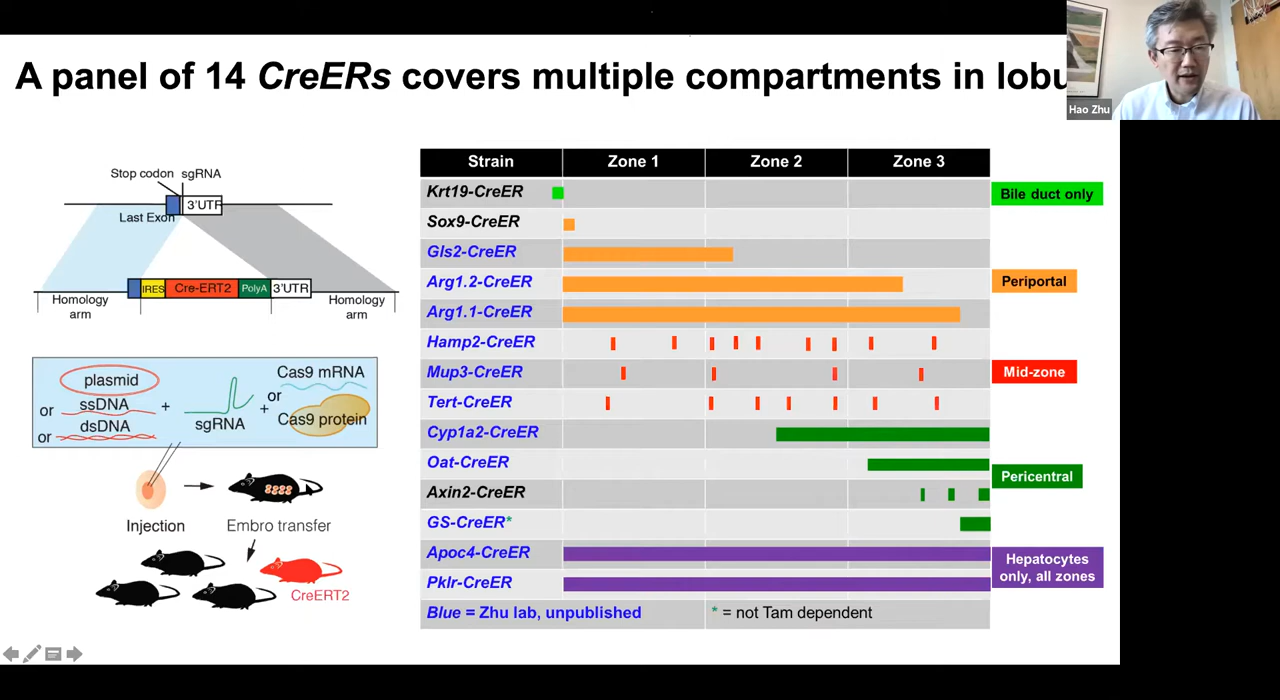 A panel of 14 CreERs covers multiple compartments in lobu
Hao Zhu
Stop codon sgRNA
3'UTR
Last Exon
IRES Cre-ERT2 PolyA 3'UTR
Homology
arm
Homology
arm
plasmid
or ssDNA
or dsDNA
+
sgRNA
+
Cas9 mRNA
or
Cas9 protein
Injection
Embro transfer
CreERT2
Strain Zone 1 Zone 2 Zone 3
Krt19-CreER
Sox9-CreER
Gls2-CreER
Arg1.2-CreER
Arg1.1-CreER
Hamp2-CreER
Mup3-CreER
Tert-CreER
Cyp1a2-CreER
Oat-CreER
Axin2-CreER
GS-CreER*
Apoc4-CreER
Pklr-CreER
Blue = Zhu lab, unpublished
* = not Tam dependent
Bile duct only
Periportal
Mid-zone
Pericentral
Hepatocytes
only, all zones